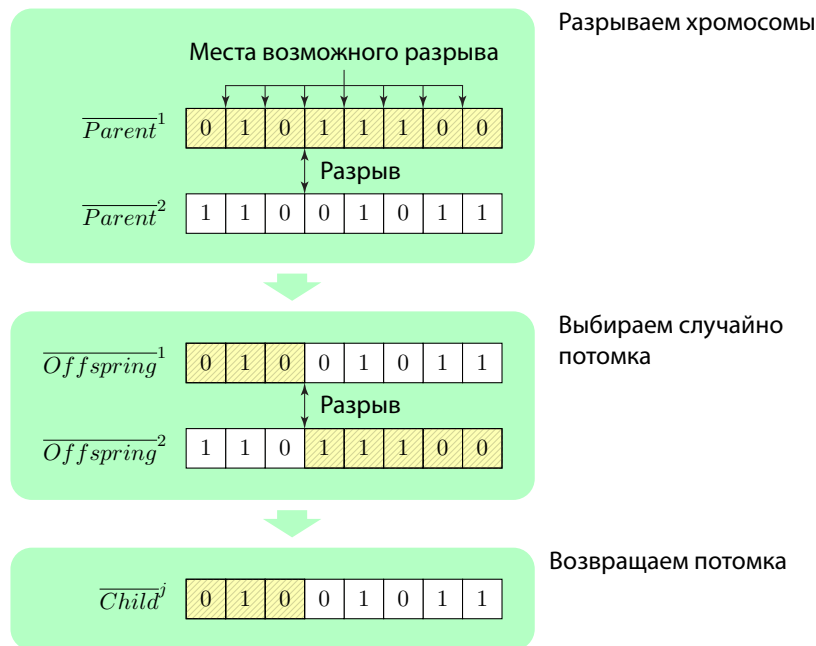 Разрываем хромосомы
Места возможного разрыва
Parent¹ 0 1 0 1 1 1 0 0
Разрыв
Parent² 1 1 0 0 1 0 1 1
Выбираем случайно
потомка
Offspring¹ 0 1 0 0 1 0 1 1
Разрыв
Offspring² 1 1 0 1 1 1 0 0
Возвращаем потомка
Child^j 0 1 0 0 1 0 1 1